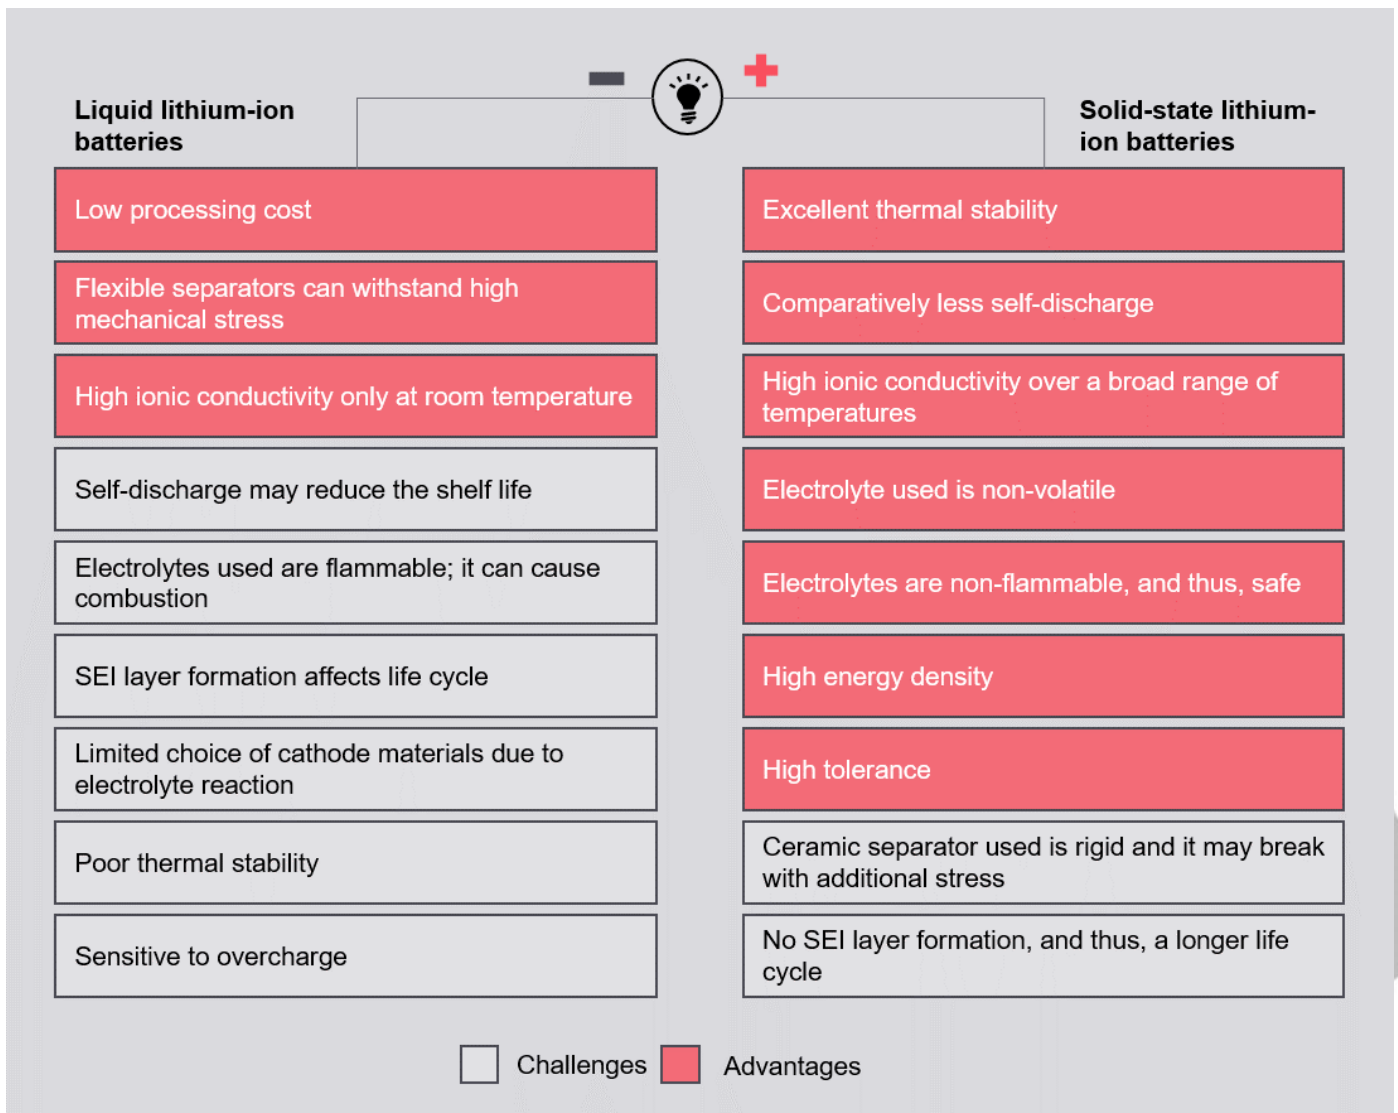 Liquid lithium-ion
batteries
Low processing cost
Flexible separators can withstand high
mechanical stress
High ionic conductivity only at room temperature
Self-discharge may reduce the shelf life
Electrolytes used are flammable; it can cause
combustion
SEI layer formation affects life cycle
Limited choice of cathode materials due to
electrolyte reaction
Poor thermal stability
Sensitive to overcharge
Solid-state lithium-
ion batteries
Excellent thermal stability
Comparatively less self-discharge
High ionic conductivity over a broad range of
temperatures
Electrolyte used is non-volatile
Electrolytes are non-flammable, and thus, safe
High energy density
High tolerance
Ceramic separator used is rigid and it may break
with additional stress
No SEI layer formation, and thus, a longer life
cycle
Challenges
Advantages